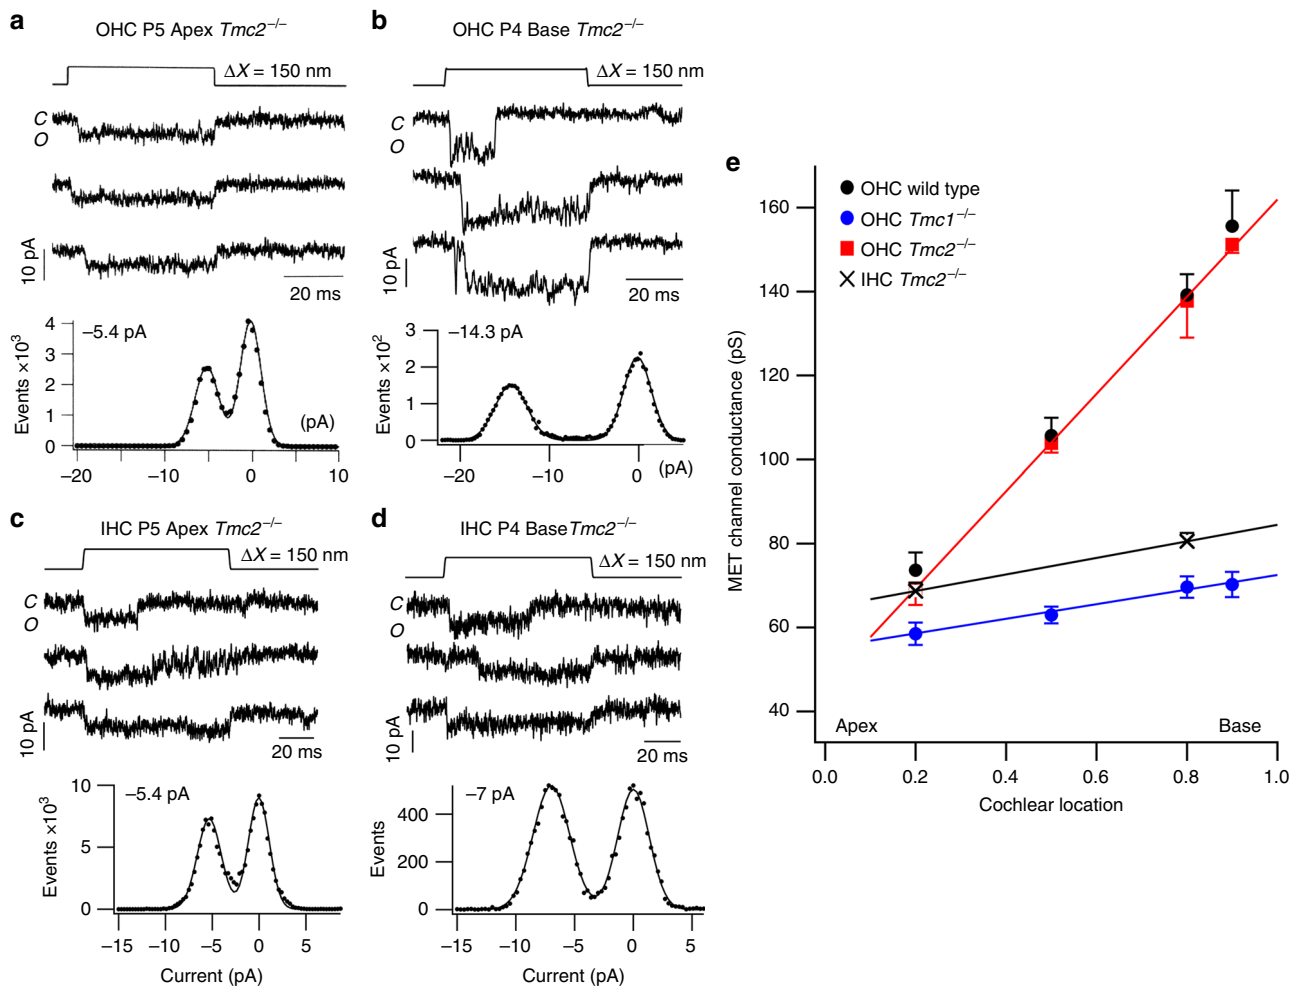 a
OHC P5 Apex Tmc2–/–
ΔX = 150 nm
C
O
10 pA
20 ms
–5.4 pA
Events ×10³
4
3
2
1
0
(pA)
–20
–10
0
10
b
OHC P4 Base Tmc2–/–
ΔX = 150 nm
C
O
10 pA
20 ms
–14.3 pA
Events ×10²
3
2
1
0
–20
–10
0
(pA)
c
IHC P5 Apex Tmc2–/–
ΔX = 150 nm
C
O
10 pA
20 ms
–5.4 pA
Events ×10³
10
5
0
–15
–10
–5
0
5
Current (pA)
d
IHC P4 BaseTmc2–/–
ΔX = 150 nm
C
O
10 pA
20 ms
–7 pA
Events
400
200
0
–15
–10
–5
0
5
Current (pA)
e
OHC wild type
OHC Tmc1–/–
OHC Tmc2–/–
IHC Tmc2–/–
MET channel conductance (pS)
160
140
120
100
80
60
40
Apex
Base
0.0
0.2
0.4
0.6
0.8
1.0
Cochlear location